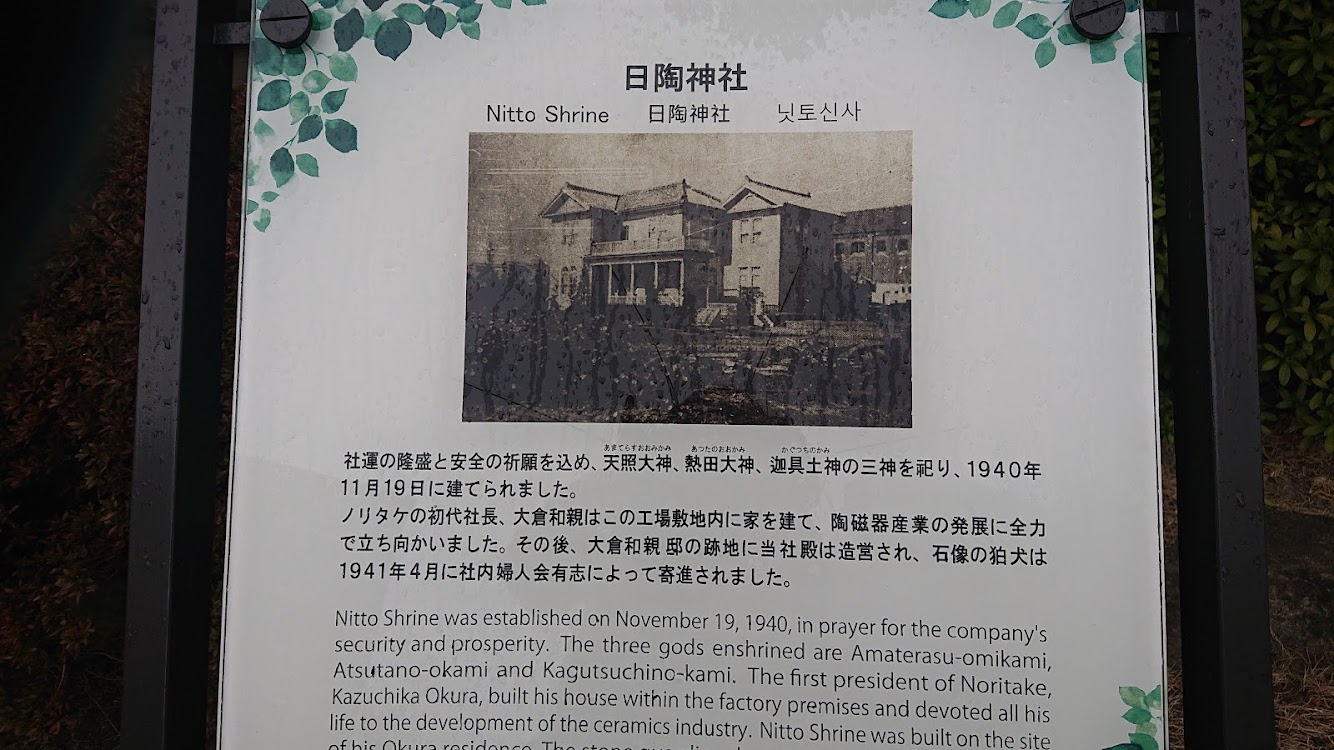 日陶神社
Nitto Shrine 日陶神社 닛토신사
あまてらすおおみかみ あつたのおおかみ かぐつちのかみ
社運の隆盛と安全の祈願を込め、天照大神、熱田大神、迦具土神の三神を祀り、1940年
11月19日に建てられました。
ノリタケの初代社長、大倉和親はこの工場敷地内に家を建て、陶磁器産業の発展に全力
で立ち向かいました。その後、大倉和親邸の跡地に当社殿は造営され、石像の狛犬は
1941年4月に社内婦人会有志によって寄進されました。
Nitto Shrine was established on November 19, 1940, in prayer for the company's
security and prosperity. The three gods enshrined are Amaterasu-omikami,
Atsutano-okami and Kagutsuchino-kami. The first president of Noritake,
Kazuchika Okura, built his house within the factory premises and devoted all his
life to the development of the ceramics industry. Nitto Shrine was built on the site
of his Okura residence. The stone